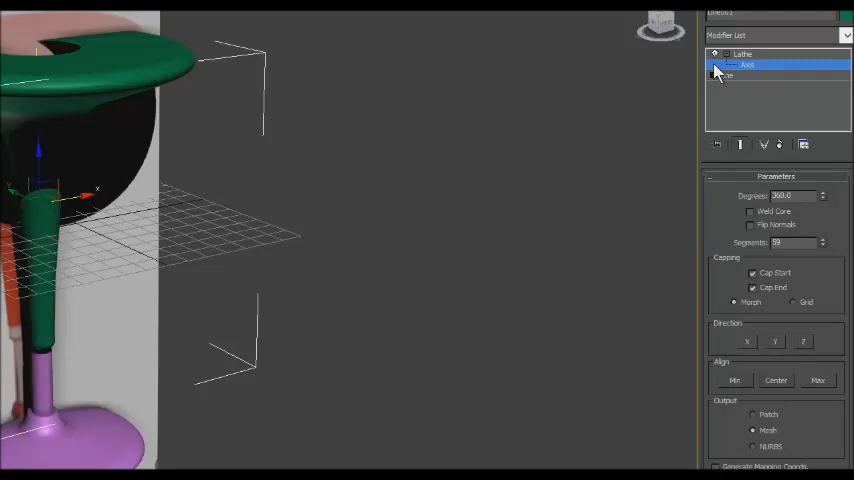 Line001
Modifier List
Lathe
Axis
Parameters
Degrees: 360.0
Weld Core
Flip Normals
Segments: 59
Capping
Cap Start
Cap End
Morph Grid
Direction
X Y Z
Align
Min Center Max
Output
Patch
Mesh
NURBS
Generate Mapping Coords.
x
y